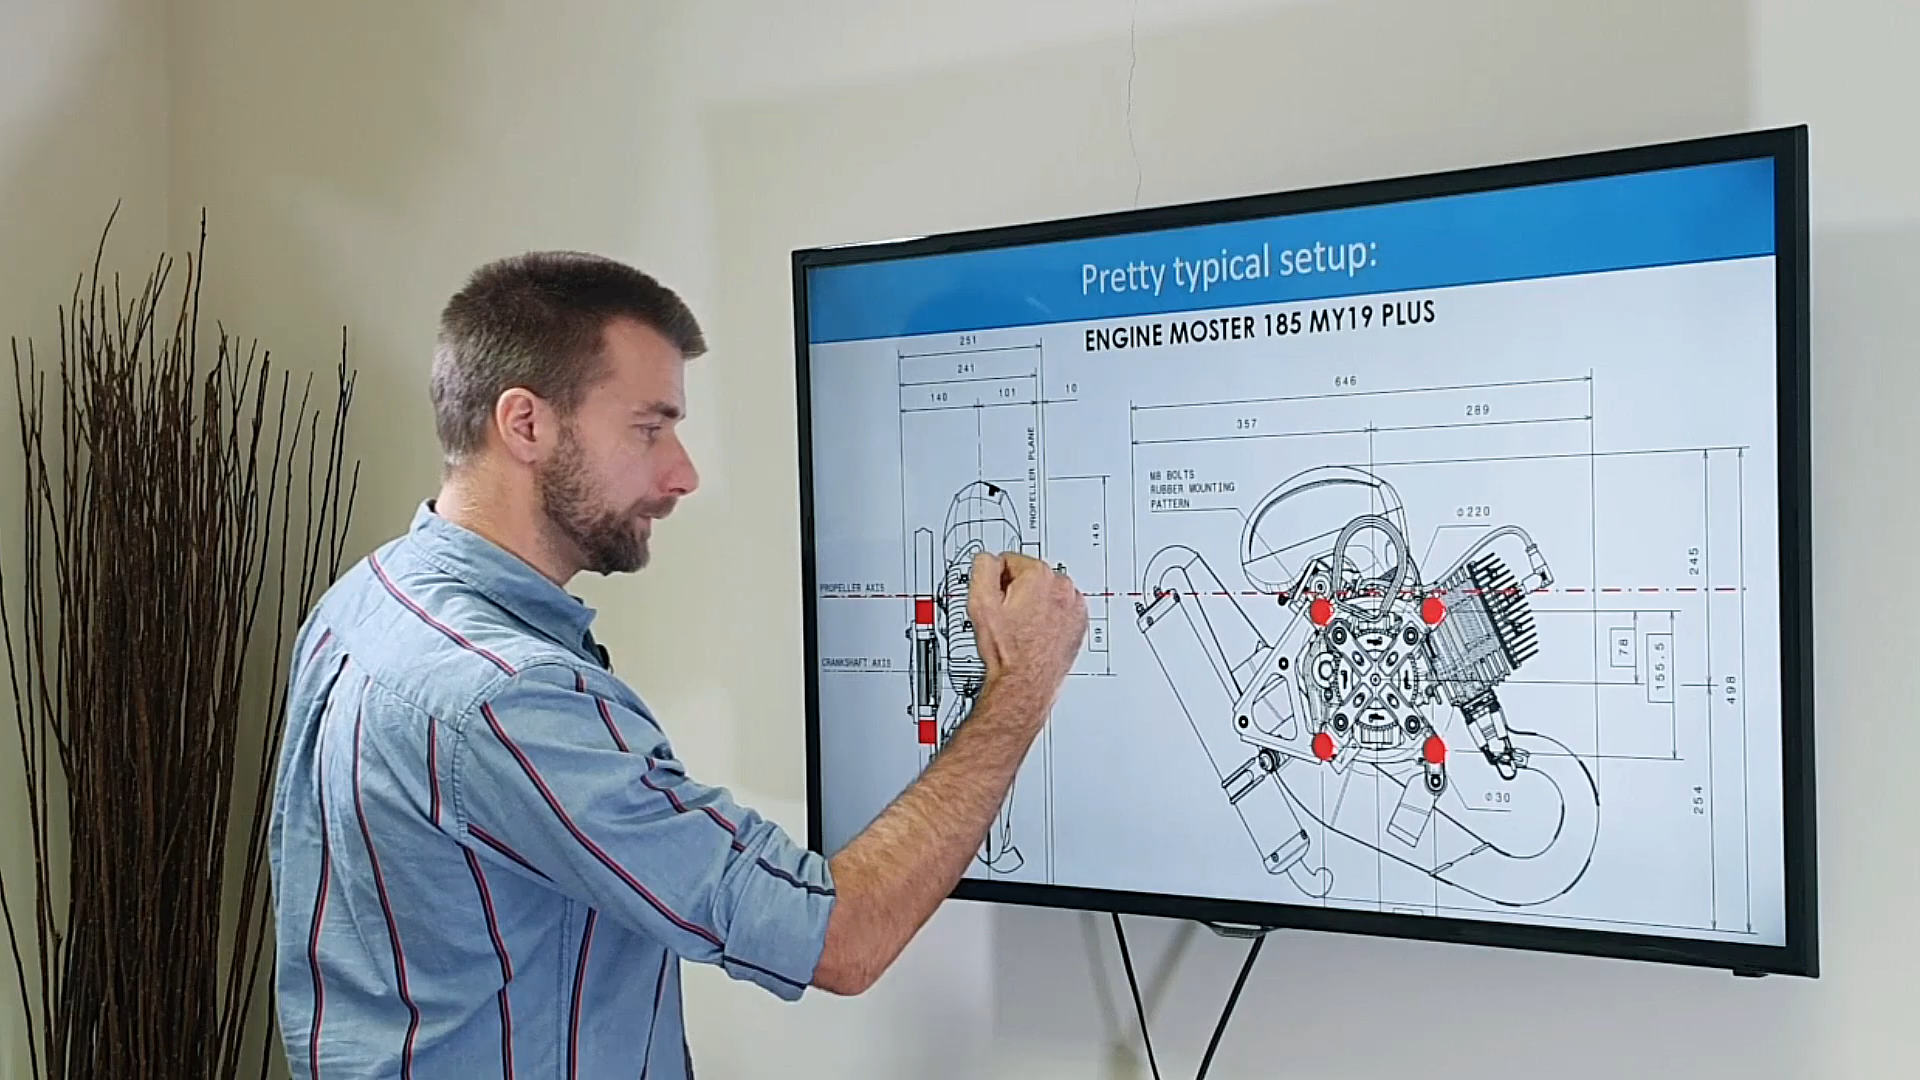 Pretty typical setup:
ENGINE MOSTER 185 MY19 PLUS
251
241
140
101
10
646
357
289
M8 BOLTS
RUBBER MOUNTING
PATTERN
PROPELLER PLANE
146
Φ220
245
PROPELLER AXIS
99
CRANKSHAFT AXIS
78
155.5
498
254
Φ30